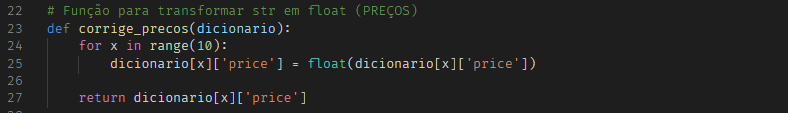 22 # Função para transformar str em float (PREÇOS)
23 def corrige_precos(dicionario):
24     for x in range(10):
25         dicionario[x]['price'] = float(dicionario[x]['price'])
26
27     return dicionario[x]['price']